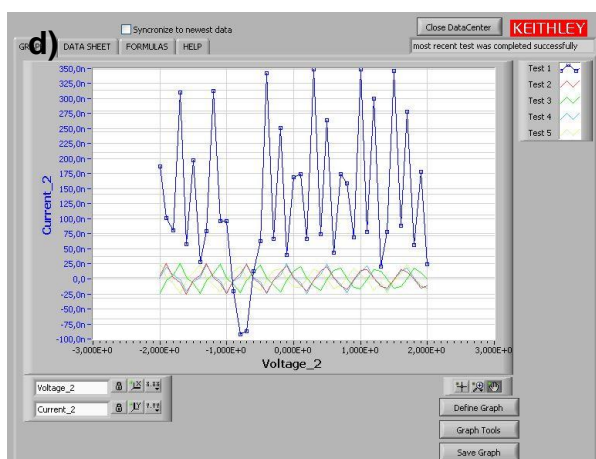 Syncronize to newest data
Close DataCenter
KEITHLEY
d)
DATA SHEET
FORMULAS
HELP
most recent test was completed successfully
350,0n
325,0n
300,0n
275,0n
250,0n
225,0n
200,0n
175,0n
150,0n
125,0n
100,0n
75,0n
50,0n
25,0n
0,0
-25,0n
-50,0n
-75,0n
-100,0n
Current_2
-3,000E+0
-2,000E+0
-1,000E+0
0,000E+0
1,000E+0
2,000E+0
3,000E+0
Voltage_2
Test 1
Test 2
Test 3
Test 4
Test 5
Voltage_2
Current_2
Define Graph
Graph Tools
Save Graph